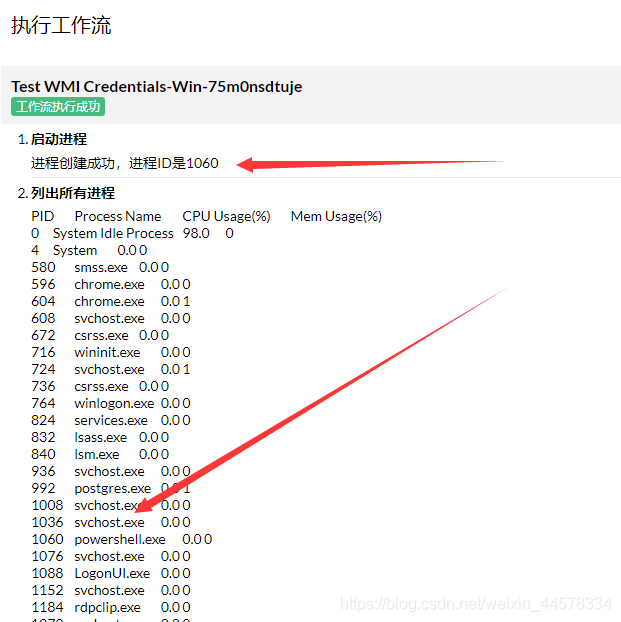 执行工作流
Test WMI Credentials-Win-75m0nsdtuje
工作流执行成功
1. 启动进程
进程创建成功，进程ID是1060
2. 列出所有进程
PID Process Name CPU Usage(%) Mem Usage(%)
0 System Idle Process 98.0 0
4 System 0.0 0
580 smss.exe 0.0 0
596 chrome.exe 0.0 0
604 chrome.exe 0.0 1
608 svchost.exe 0.0 0
672 csrss.exe 0.0 0
716 wininit.exe 0.0 0
724 svchost.exe 0.0 1
736 csrss.exe 0.0 0
764 winlogon.exe 0.0 0
824 services.exe 0.0 0
832 lsass.exe 0.0 0
840 lsm.exe 0.0 0
936 svchost.exe 0.0 0
992 postgres.exe 0.0 1
1008 svchost.exe 0.0 0
1036 svchost.exe 0.0 0
1060 powershell.exe 0.0 0
1076 svchost.exe 0.0 0
1088 LogonUI.exe 0.0 0
1152 svchost.exe 0.0 0
1184 rdpclip.exe 0.0 0
https://blog.csdn.net/weixin_44578334